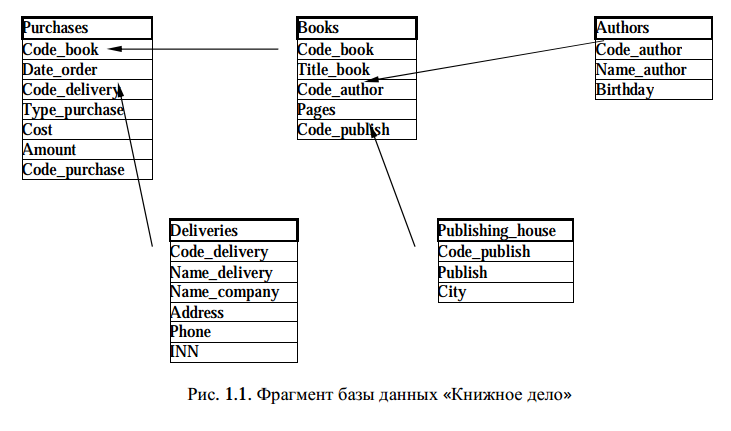 Purchases
Code_book
Date_order
Code_delivery
Type_purchase
Cost
Amount
Code_purchase
Books
Code_book
Title_book
Code_author
Pages
Code_publish
Authors
Code_author
Name_author
Birthday
Deliveries
Code_delivery
Name_delivery
Name_company
Address
Phone
INN
Publishing_house
Code_publish
Publish
City
Рис. 1.1. Фрагмент базы данных «Книжное дело»